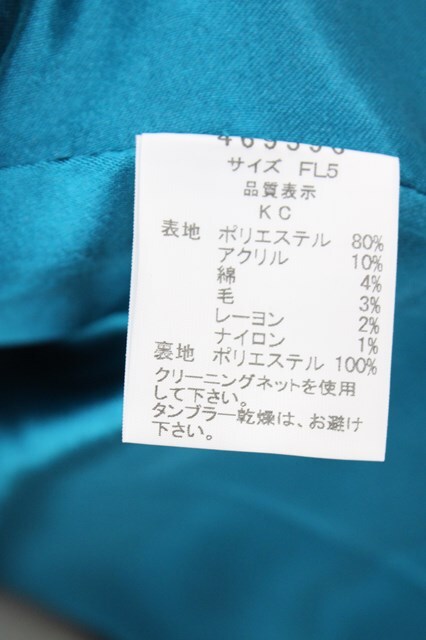 サイズ FL5
品質表示
KC
表地 ポリエステル 80%
アクリル 10%
綿 4%
毛 3%
レーヨン 2%
ナイロン 1%
裏地 ポリエステル 100%
クリーニングネットを使用
して下さい。
タンブラー乾燥は、お避け
下さい。